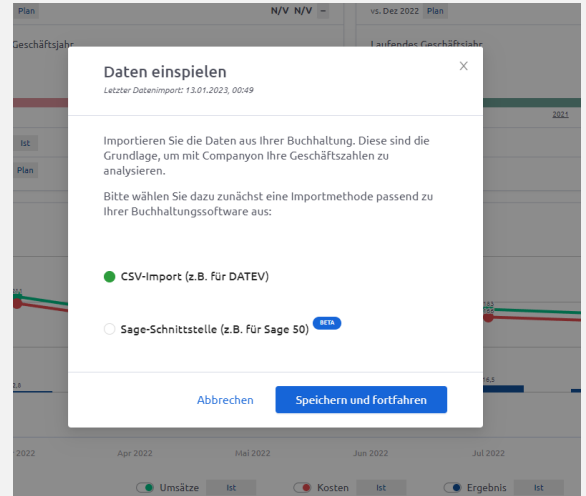 Plan
N/V N/V –
vs. Dez 2022 Plan
Geschäftsjahr
Laufendes Geschäftsjahr
2021
Ist
Plan
Daten einspielen
Letzter Datenimport: 13.01.2023, 00:49
Importieren Sie die Daten aus Ihrer Buchhaltung. Diese sind die
Grundlage, um mit Companyon Ihre Geschäftszahlen zu
analysieren.
Bitte wählen Sie dazu zunächst eine Importmethode passend zu
Ihrer Buchhaltungssoftware aus:
CSV-Import (z.B. für DATEV)
Sage-Schnittstelle (z.B. für Sage 50) BETA
Abbrechen
Speichern und fortfahren
2022
Apr 2022
Mai 2022
Jun 2022
Jul 2022
Umsätze Ist
Kosten Ist
Ergebnis Ist